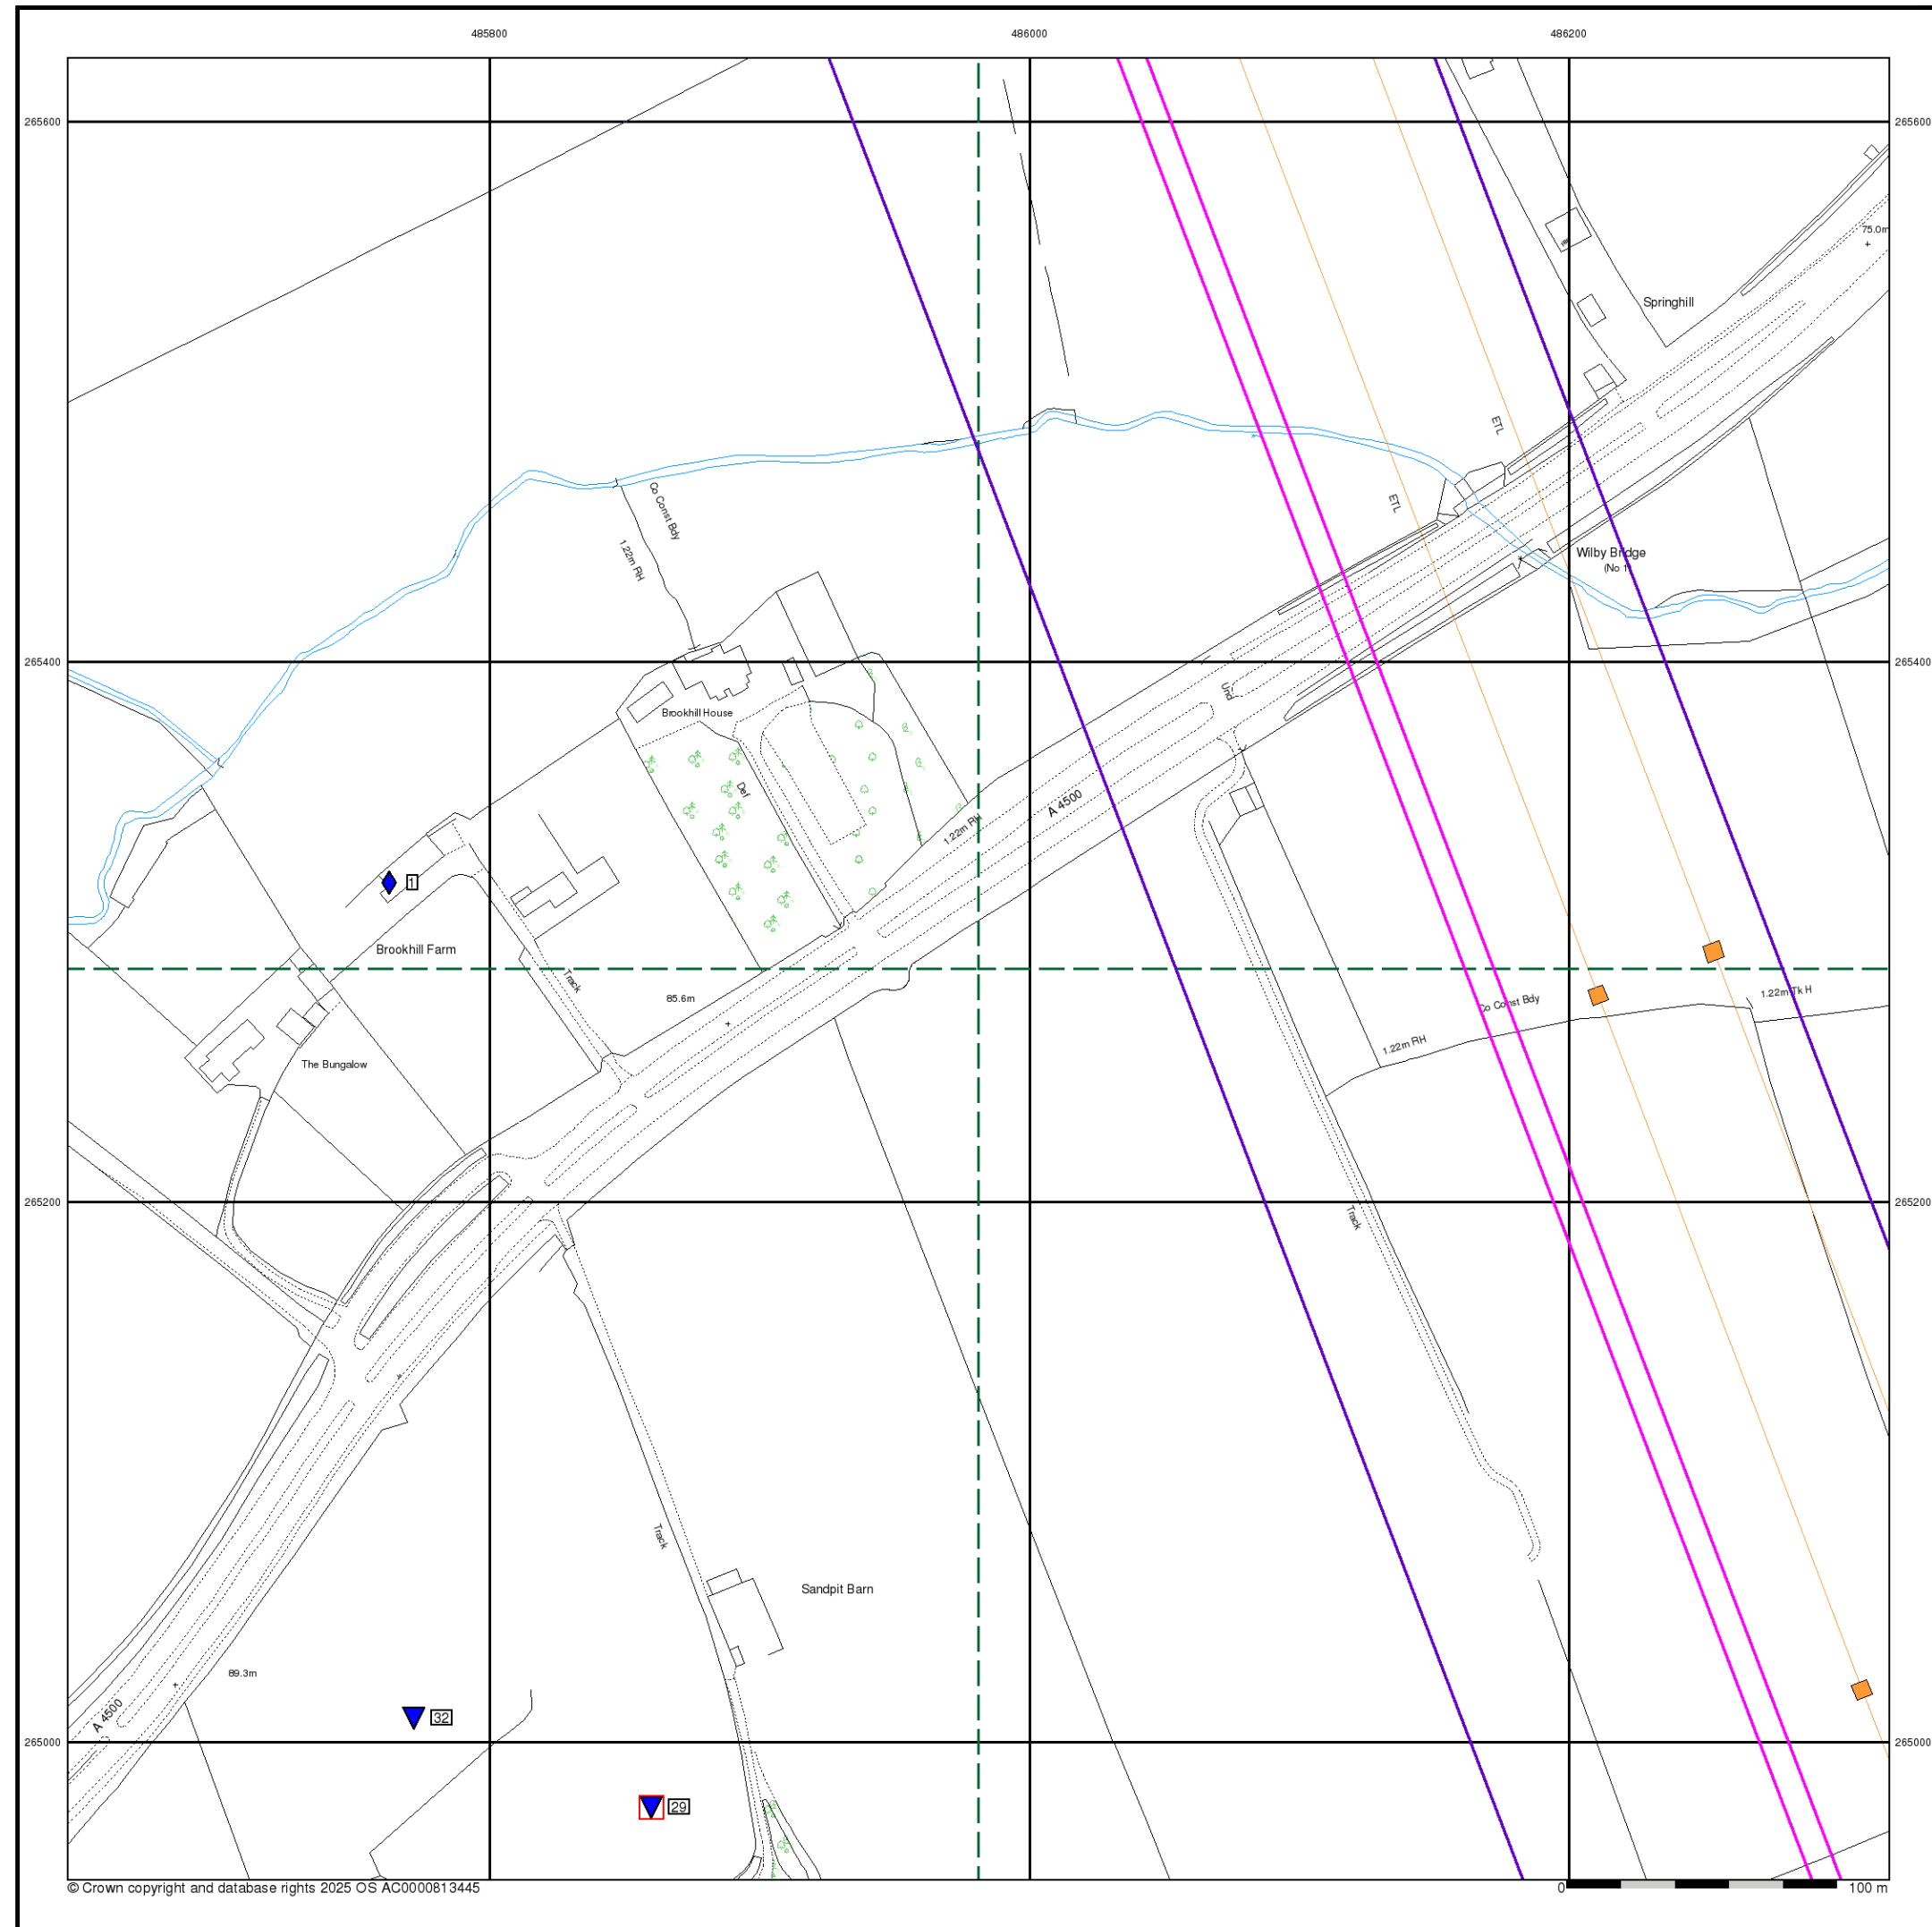 485800 486000 486200
265600 265600
75.0m
Springhill
ETL
Co Const Bdy
ETL
1.22m RH
Wilby Bridge
(No 1)
265400 265400
Und
Brookhill House
Def
A 4500
1.22m RH
1
Brookhill Farm
Track
85.6m
1.22m Tk H
Co Const Bdy
1.22m RH
The Bungalow
265200 265200
Track
Track
Sandpit Barn
89.3m
A 4500
32
265000 265000
29
© Crown copyright and database rights 2025 OS AC0000813445
0 100 m